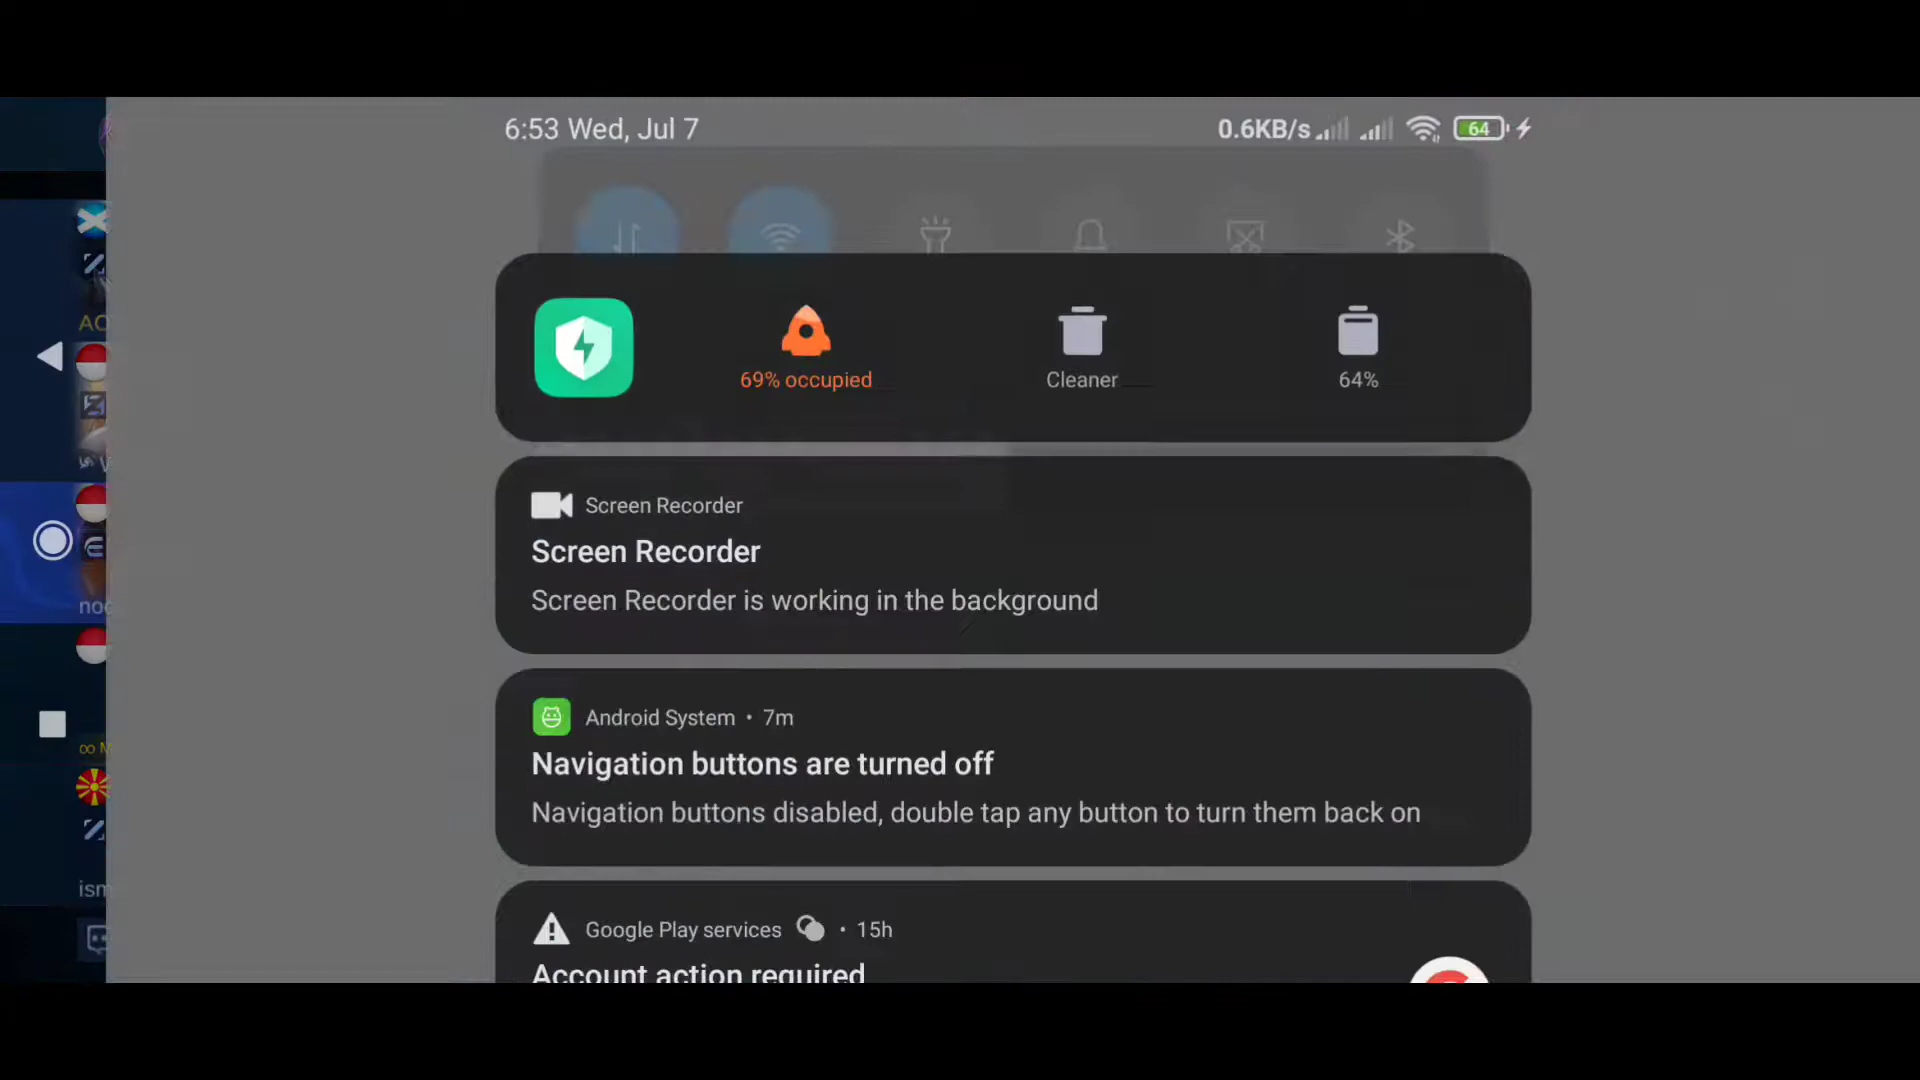 6:53 Wed, Jul 7
0.6KB/s
64
69% occupied
Cleaner
64%
Screen Recorder
Screen Recorder
Screen Recorder is working in the background
Android System • 7m
Navigation buttons are turned off
Navigation buttons disabled, double tap any button to turn them back on
Google Play services • 15h
Account action required